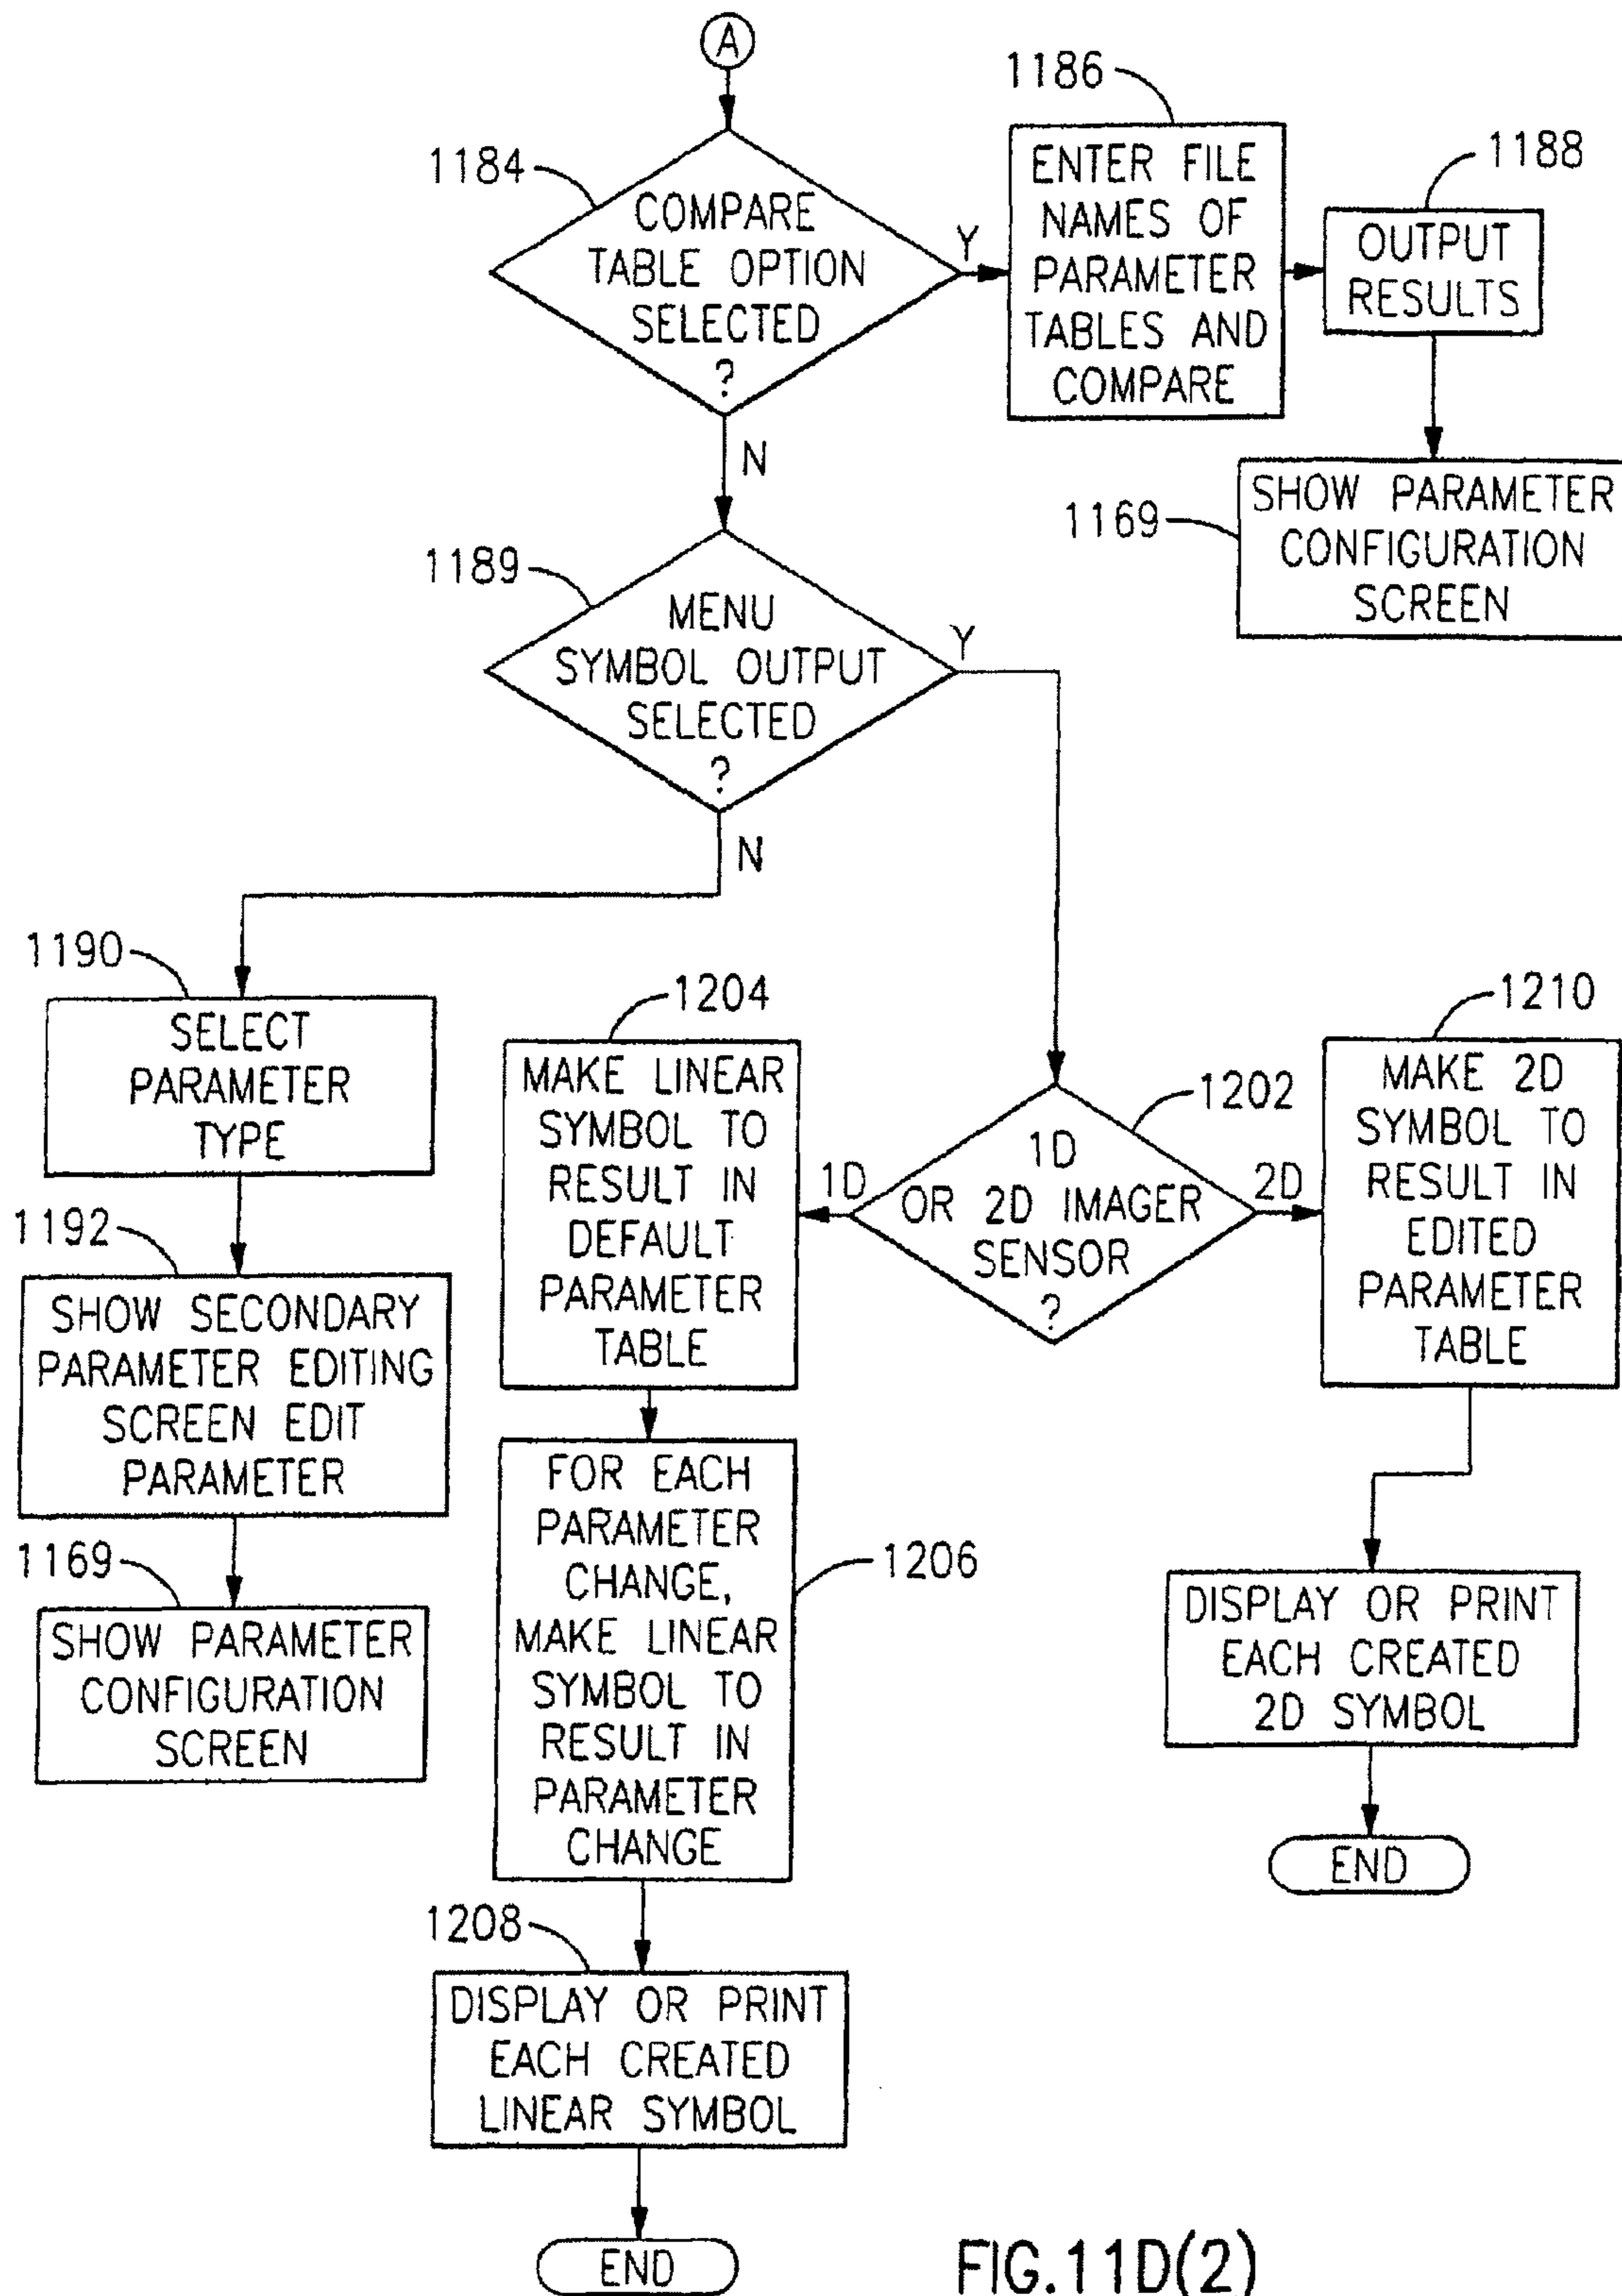 A
1184
COMPARE
TABLE OPTION
SELECTED
?
Y
N
1186
ENTER FILE
NAMES OF
PARAMETER
TABLES AND
COMPARE
1188
OUTPUT
RESULTS
1169
SHOW PARAMETER
CONFIGURATION
SCREEN
1189
MENU
SYMBOL OUTPUT
SELECTED
?
Y
N
1190
SELECT
PARAMETER
TYPE
1192
SHOW SECONDARY
PARAMETER EDITING
SCREEN EDIT
PARAMETER
1169
SHOW PARAMETER
CONFIGURATION
SCREEN
1202
1D
OR 2D IMAGER
SENSOR
?
1D
2D
1204
MAKE LINEAR
SYMBOL TO
RESULT IN
DEFAULT
PARAMETER
TABLE
1206
FOR EACH
PARAMETER
CHANGE,
MAKE LINEAR
SYMBOL TO
RESULT IN
PARAMETER
CHANGE
1208
DISPLAY OR PRINT
EACH CREATED
LINEAR SYMBOL
END
1210
MAKE 2D
SYMBOL TO
RESULT IN
EDITED
PARAMETER
TABLE
DISPLAY OR PRINT
EACH CREATED
2D SYMBOL
END
FIG.11D(2)